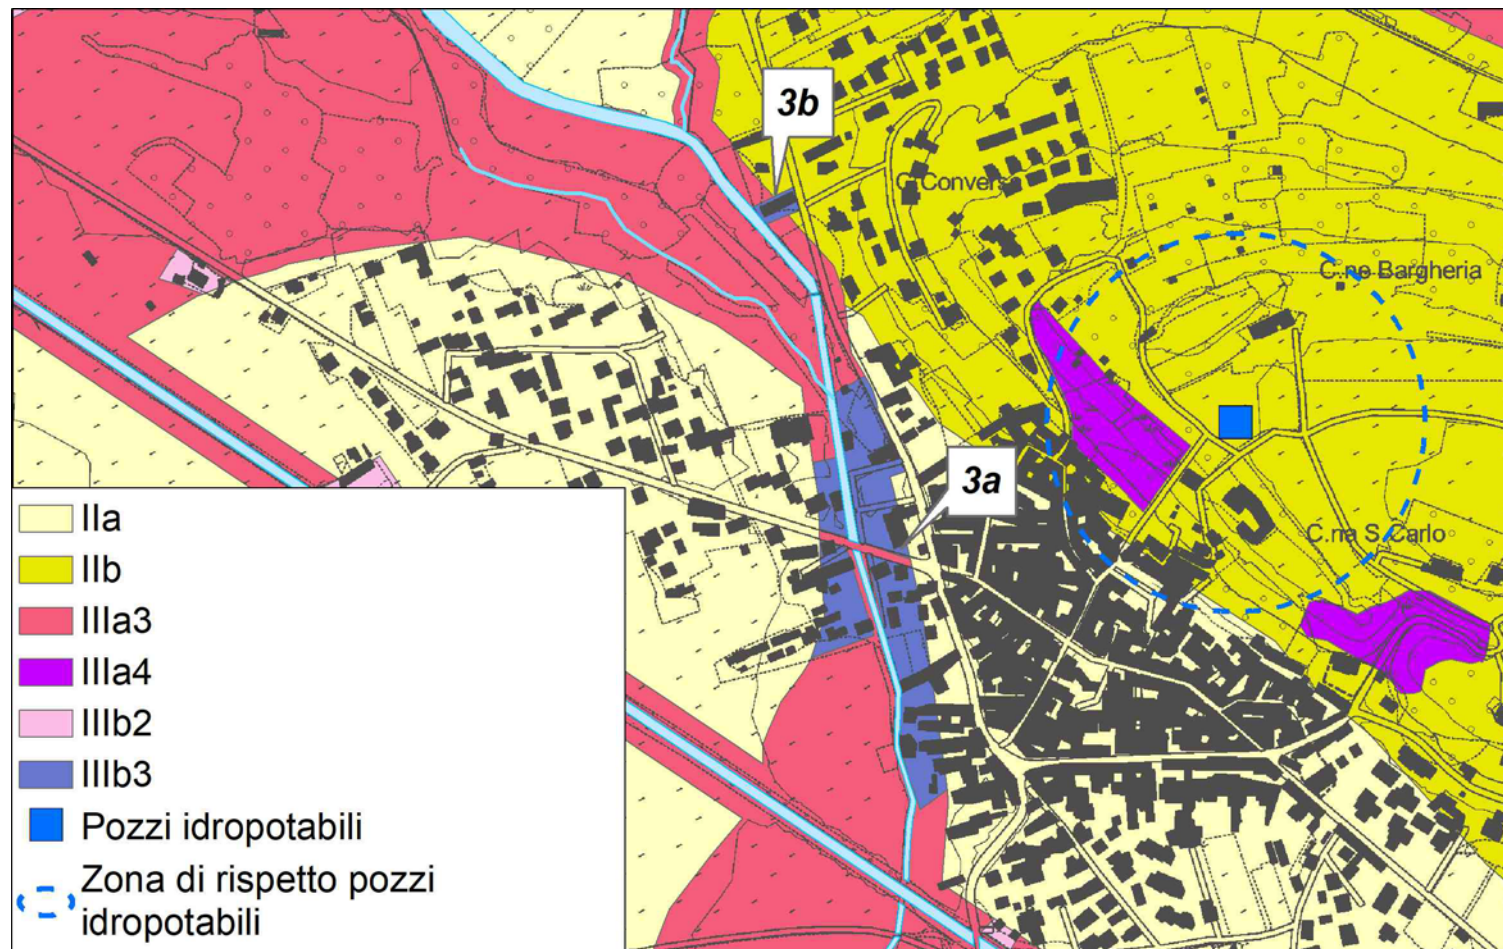 3b
C.ne Bargheria
3a
C.na S.Carlo
IIa
IIb
IIIa3
IIIa4
IIIb2
IIIb3
Pozzi idropotabili
Zona di rispetto pozzi
idropotabili